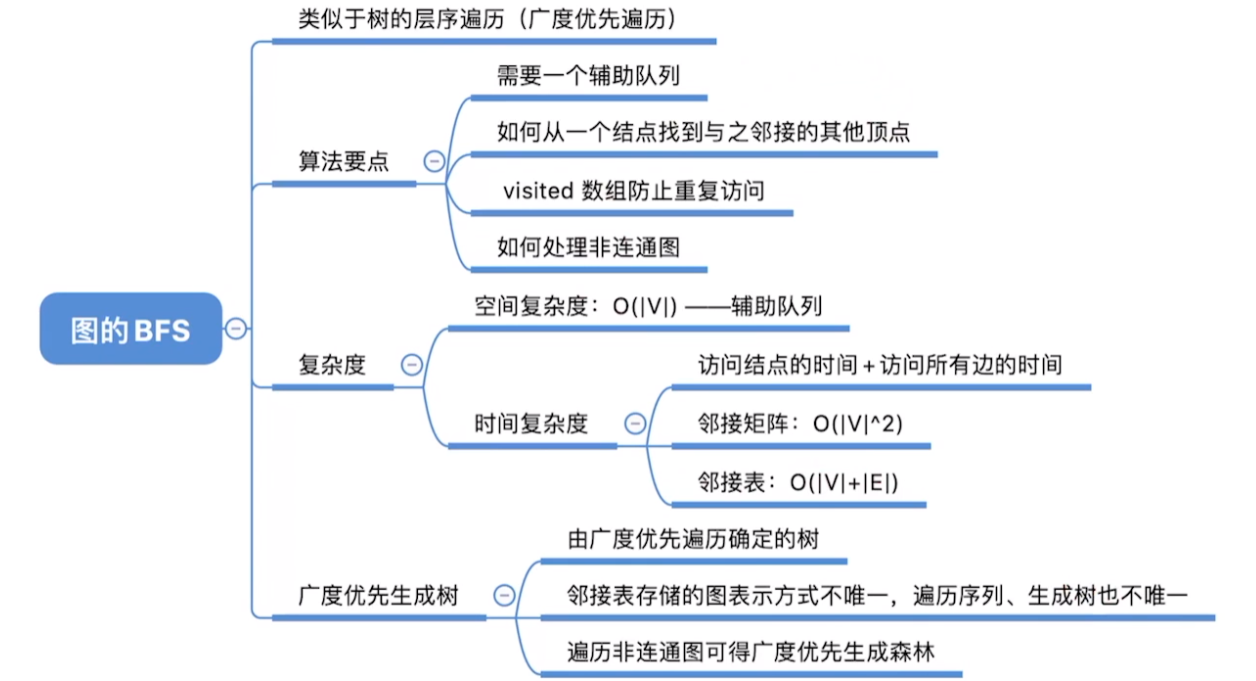 类似于树的层序遍历（广度优先遍历）
需要一个辅助队列
如何从一个结点找到与之邻接的其他顶点
算法要点
visited 数组防止重复访问
如何处理非连通图
空间复杂度：O(|V|) ——辅助队列
图的BFS
复杂度
访问结点的时间+访问所有边的时间
时间复杂度
邻接矩阵：O(|V|^2)
邻接表：O(|V|+|E|)
由广度优先遍历确定的树
广度优先生成树
邻接表存储的图表示方式不唯一，遍历序列、生成树也不唯一
遍历非连通图可得广度优先生成森林